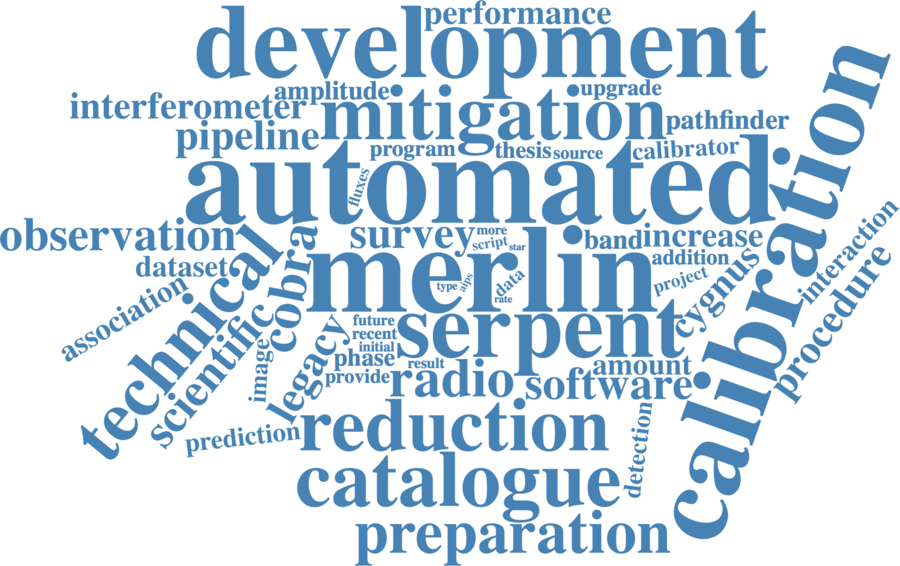 performance
development
amplitude
upgrade
interferometer
mitigation
pathfinder
pipeline
program
thesis
source
calibrator
automated
fluxes
calibration
observation
survey
more
script
star
band
increase
interaction
dataset
technical
cobra
merlin
type
aips
data
rate
addition
project
cygnus
procedure
association
scientific
image
legacy
future
recent
initial
phase
provide
serpent
result
radio
software
amount
prediction
reduction
detection
catalogue
preparation